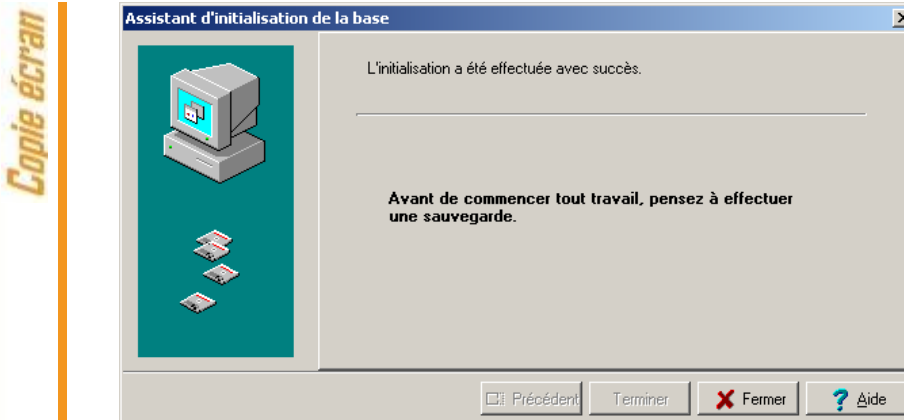 Copie écran
Assistant d'initialisation de la base
L'initialisation a été effectuée avec succès.
Avant de commencer tout travail, pensez à effectuer
une sauvegarde.
Précédent
Terminer
Fermer
Aide